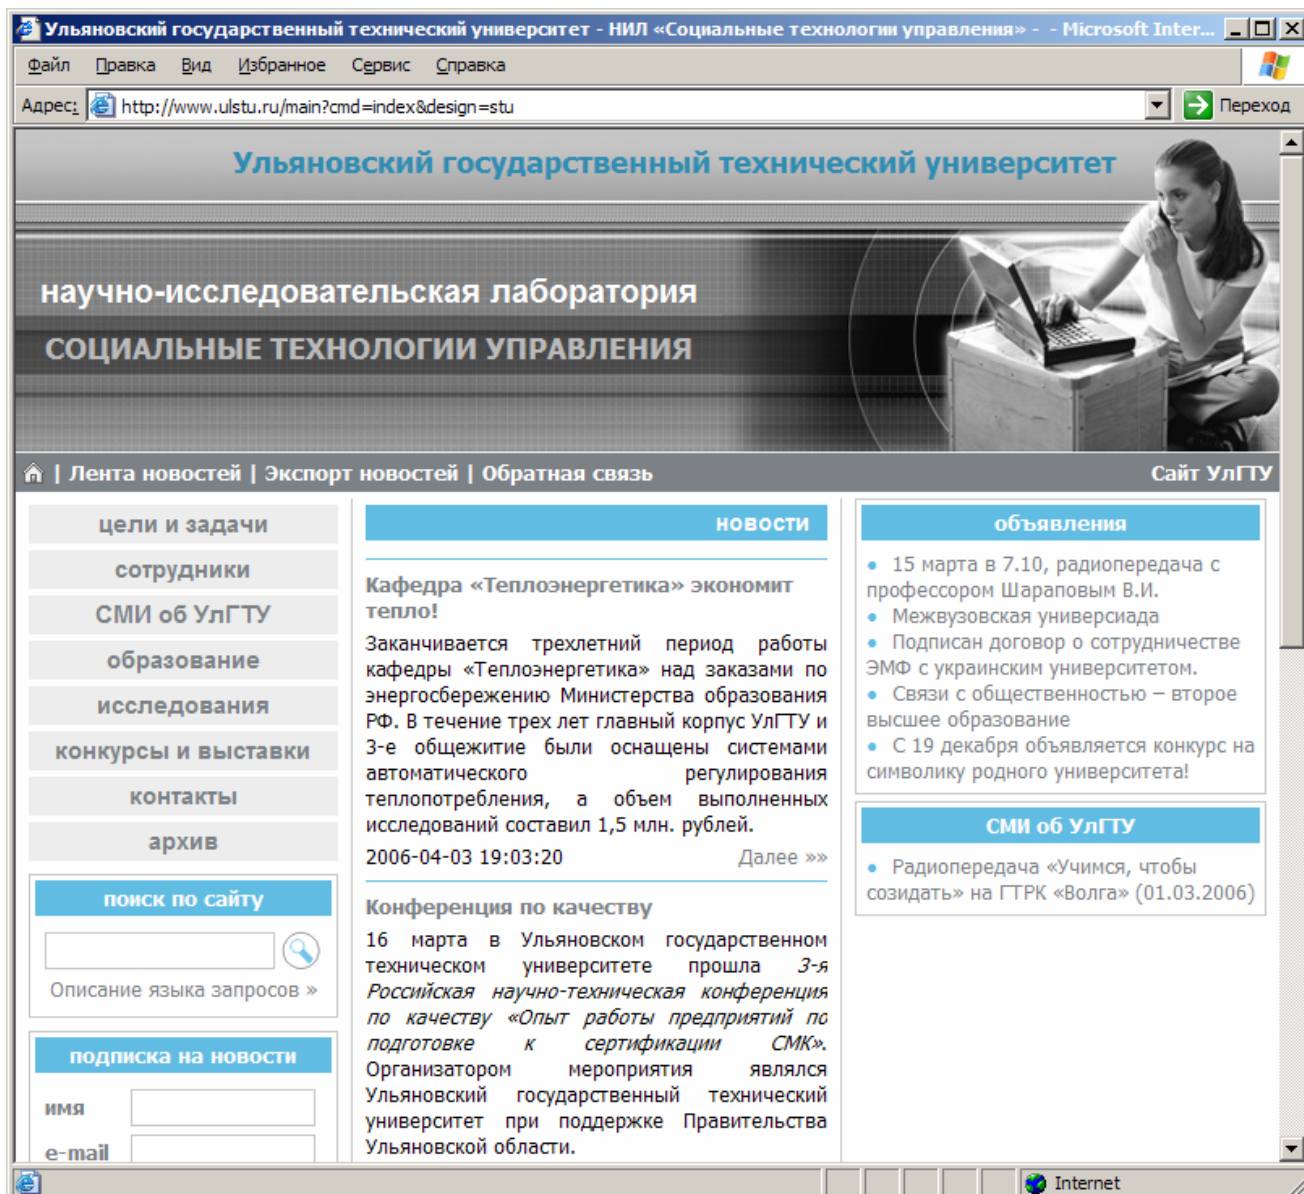 Ульяновский государственный технический университет - НИЛ «Социальные технологии управления» - - Microsoft Inter...
Файл Правка Вид Избранное Сервис Справка
Адрес: http://www.ulstu.ru/main?cmd=index&design=stu Переход
Ульяновский государственный технический университет
научно-исследовательская лаборатория
СОЦИАЛЬНЫЕ ТЕХНОЛОГИИ УПРАВЛЕНИЯ
| Лента новостей | Экспорт новостей | Обратная связь Сайт УлГТУ
цели и задачи
сотрудники
СМИ об УлГТУ
образование
исследования
конкурсы и выставки
контакты
архив
поиск по сайту
Описание языка запросов »
подписка на новости
имя
e-mail
новости
Кафедра «Теплоэнергетика» экономит
тепло!
Заканчивается трехлетний период работы
кафедры «Теплоэнергетика» над заказами по
энергосбережению Министерства образования
РФ. В течение трех лет главный корпус УлГТУ и
3-е общежитие были оснащены системами
автоматического регулирования
теплопотребления, а объем выполненных
исследований составил 1,5 млн. рублей.
2006-04-03 19:03:20 Далее »»
Конференция по качеству
16 марта в Ульяновском государственном
техническом университете прошла 3-я
Российская научно-техническая конференция
по качеству «Опыт работы предприятий по
подготовке к сертификации СМК».
Организатором мероприятия являлся
Ульяновский государственный технический
университет при поддержке Правительства
Ульяновской области.
объявления
• 15 марта в 7.10, радиопередача с
профессором Шараповым В.И.
• Межвузовская универсиада
• Подписан договор о сотрудничестве
ЭМФ с украинским университетом.
• Связи с общественностью – второе
высшее образование
• С 19 декабря объявляется конкурс на
символику родного университета!
СМИ об УлГТУ
• Радиопередача «Учимся, чтобы
созидать» на ГТРК «Волга» (01.03.2006)
Internet